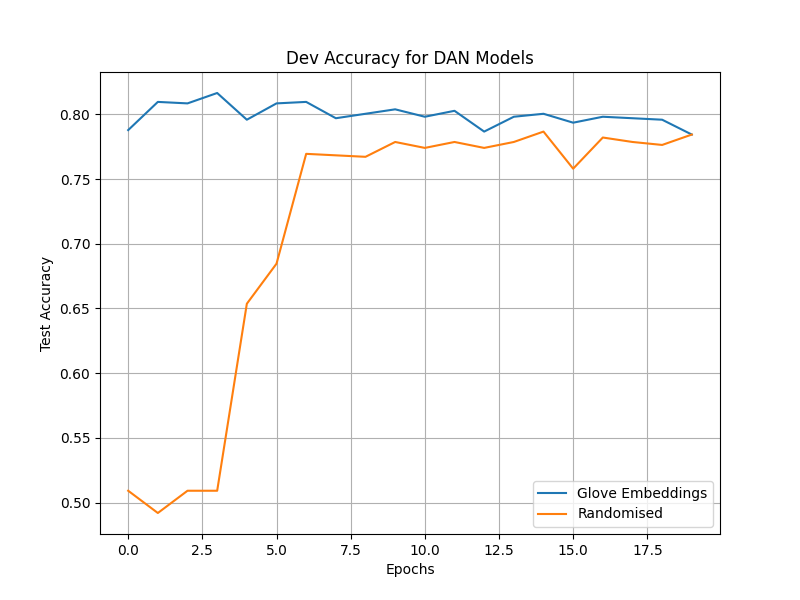 Dev Accuracy for DAN Models
Test Accuracy
0.80
0.75
0.70
0.65
0.60
0.55
0.50
Glove Embeddings
Randomised
0.0 2.5 5.0 7.5 10.0 12.5 15.0 17.5
Epochs